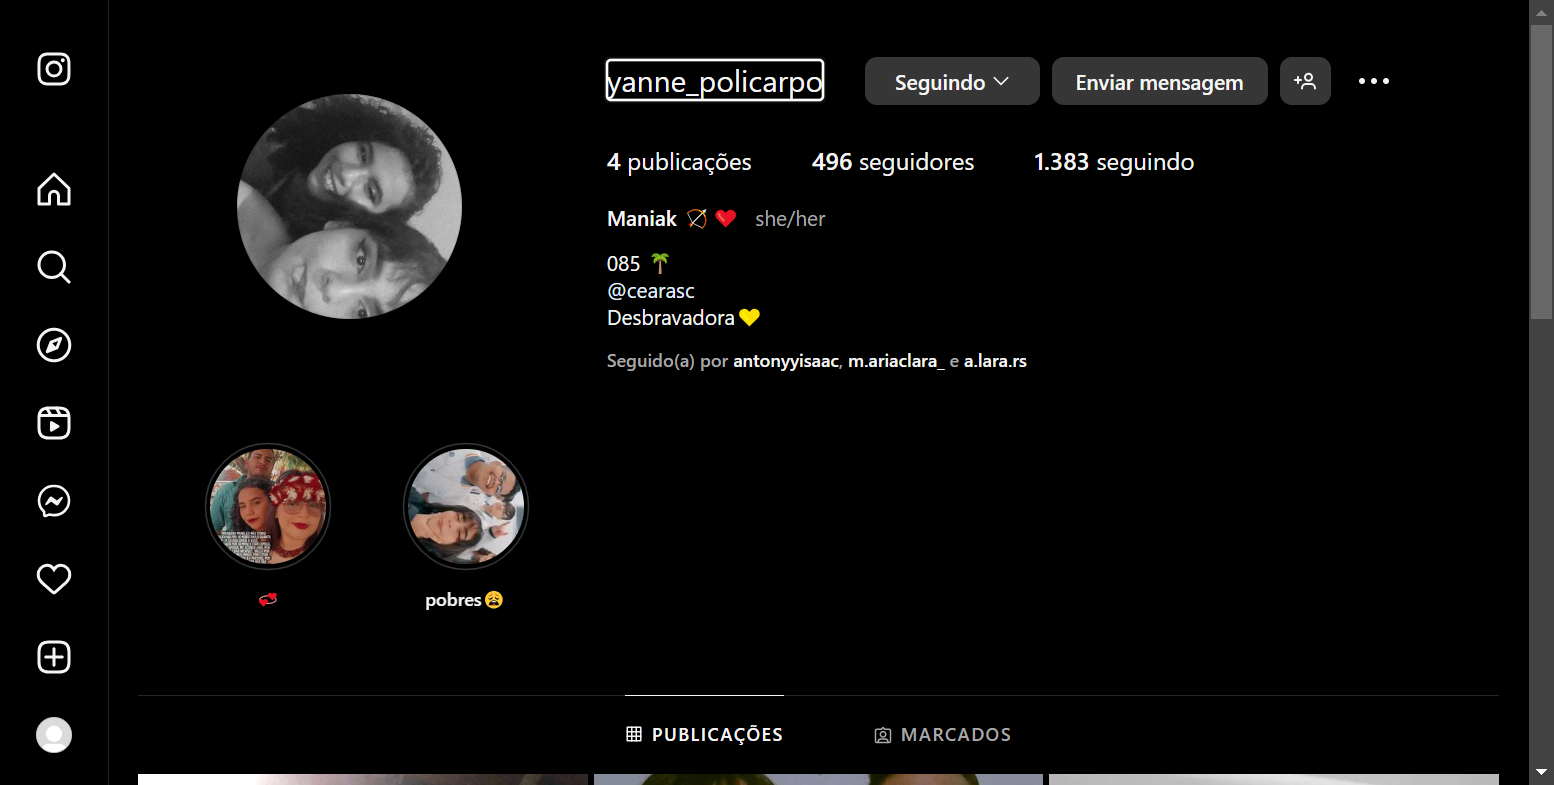 yanne_policarpo
Seguindo
Enviar mensagem
4 publicações
496 seguidores
1.383 seguindo
Maniak 🏹 ❤️ she/her
085 🌴
@cearasc
Desbravadora💛
Seguido(a) por antonyyisaac, m.ariaclara_ e a.lara.rs
💞
pobres😩
PUBLICAÇÕES
MARCADOS